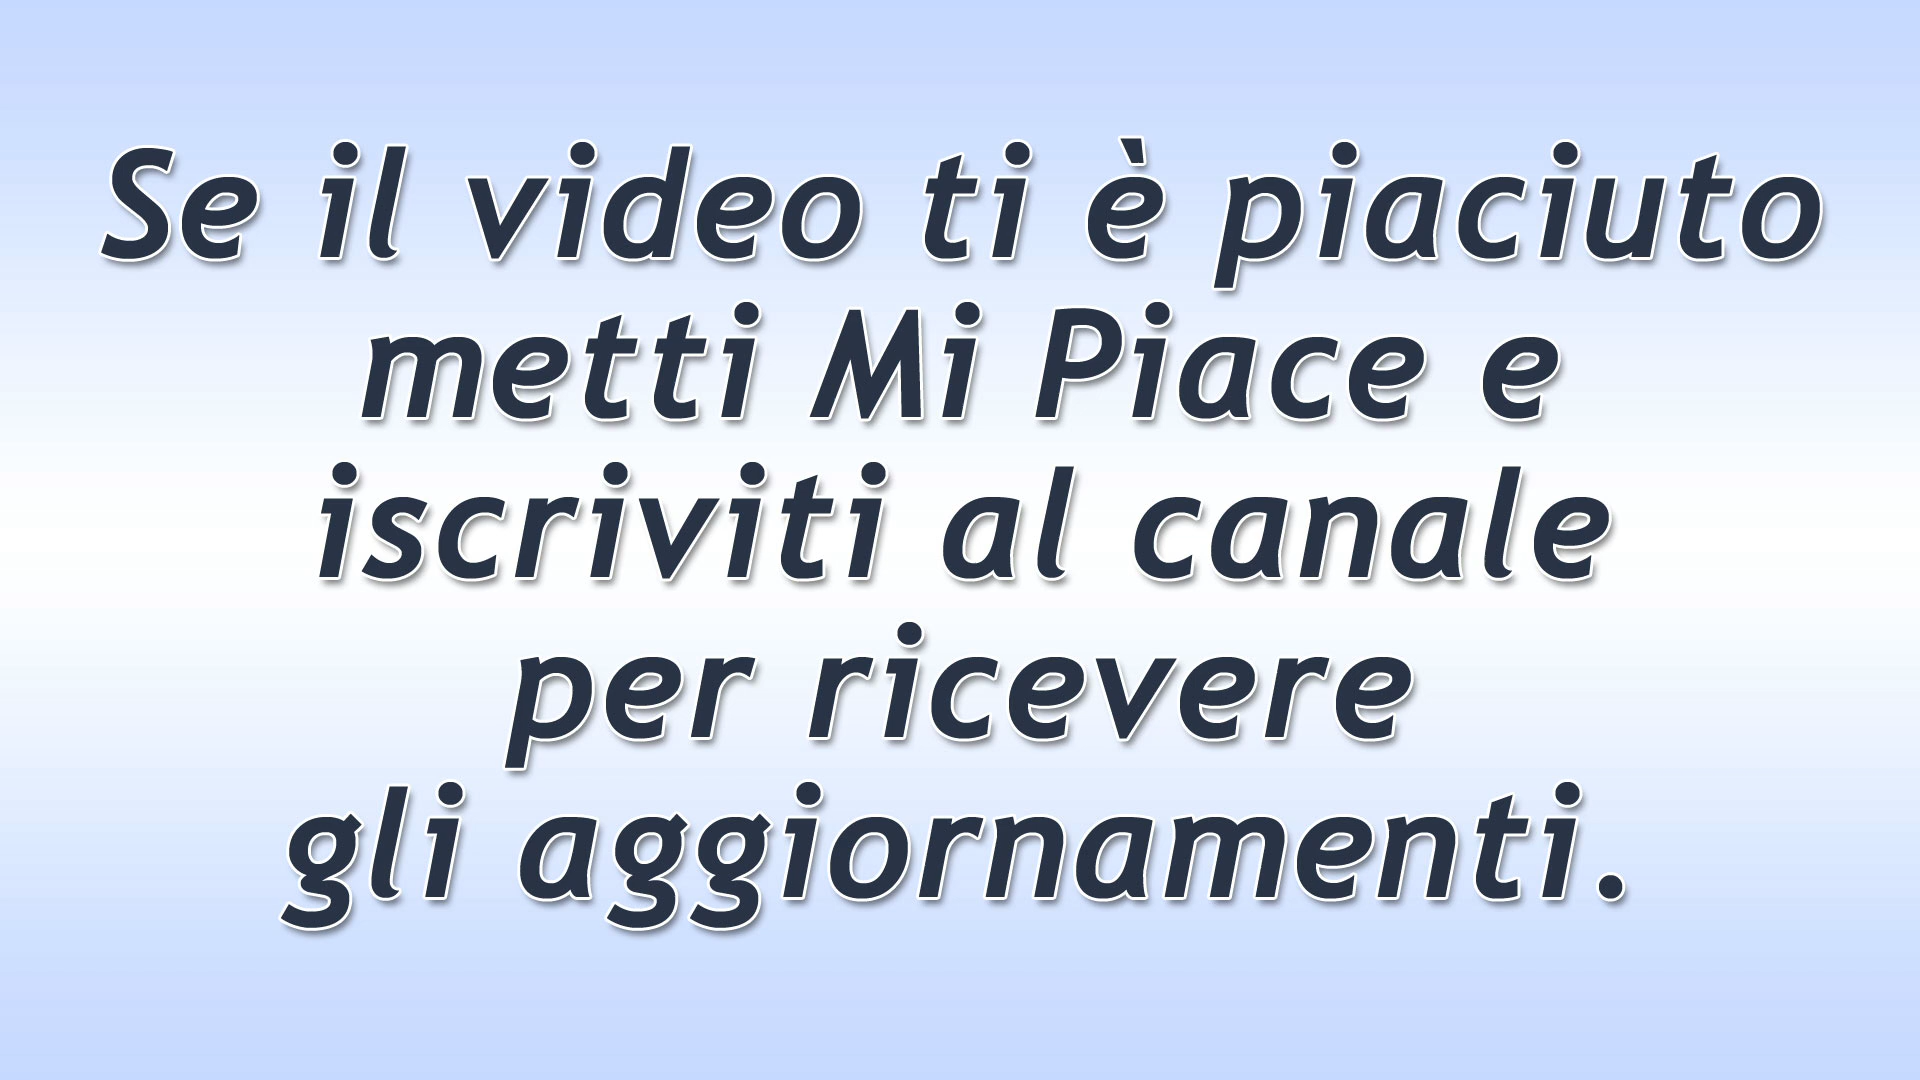 Se il video ti è piaciuto
metti Mi Piace e
iscriviti al canale
per ricevere
gli aggiornamenti.